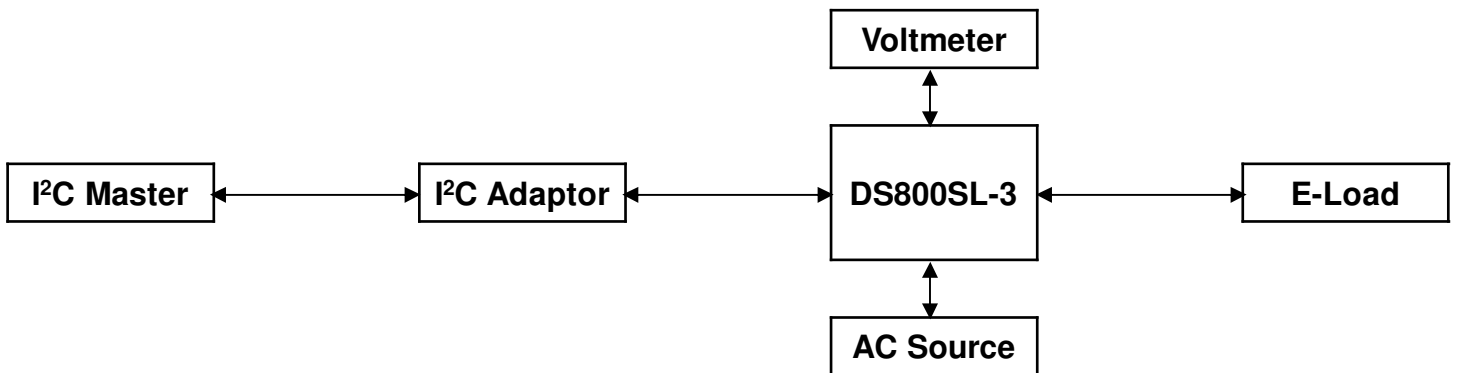 Voltmeter
I²C Master
I²C Adaptor
DS800SL-3
E-Load
AC Source